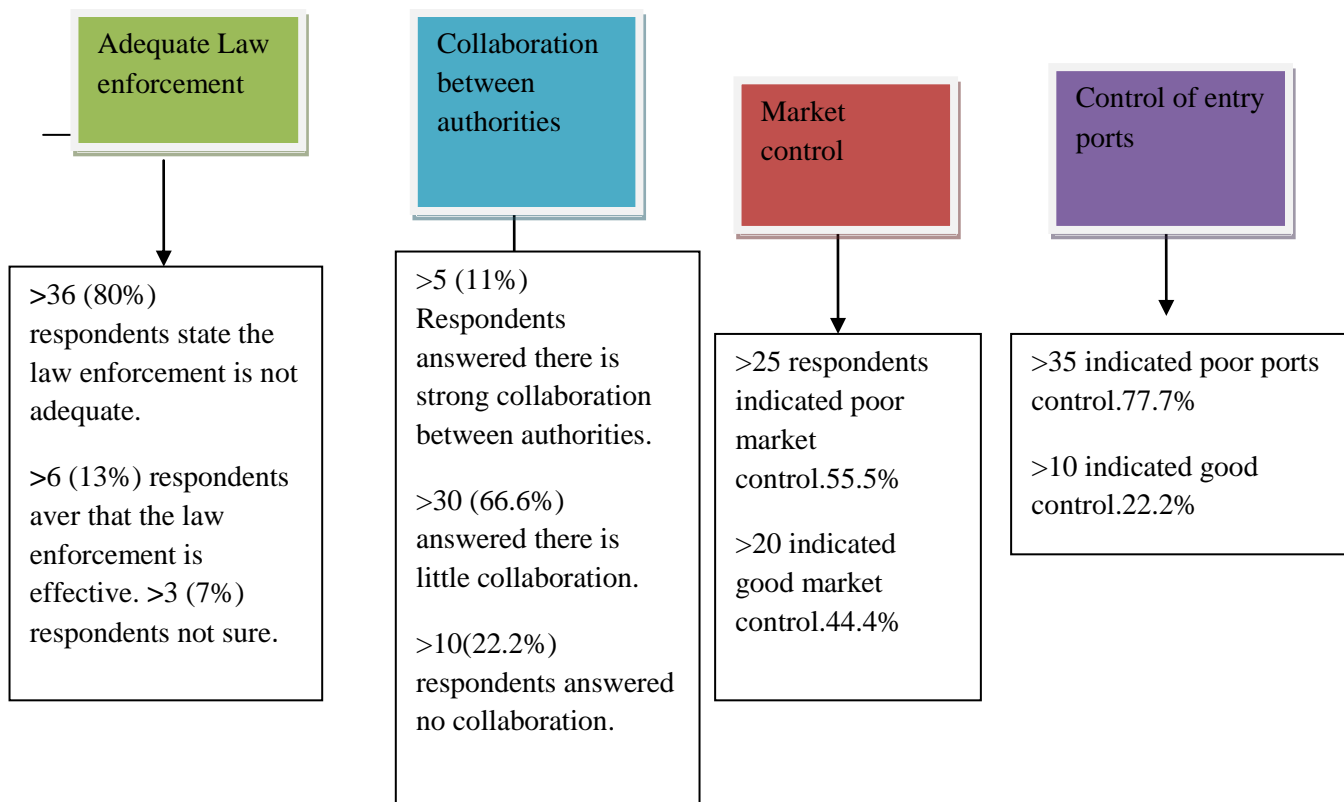 Adequate Law
enforcement
>36 (80%)
respondents state the
law enforcement is not
adequate.
>6 (13%) respondents
aver that the law
enforcement is
effective. >3 (7%)
respondents not sure.
Collaboration
between
authorities
>5 (11%)
Respondents
answered there is
strong collaboration
between authorities.
>30 (66.6%)
answered there is
little collaboration.
>10(22.2%)
respondents answered
no collaboration.
Market
control
>25 respondents
indicated poor
market
control.55.5%
>20 indicated
good market
control.44.4%
Control of entry
ports
>35 indicated poor ports
control.77.7%
>10 indicated good
control.22.2%